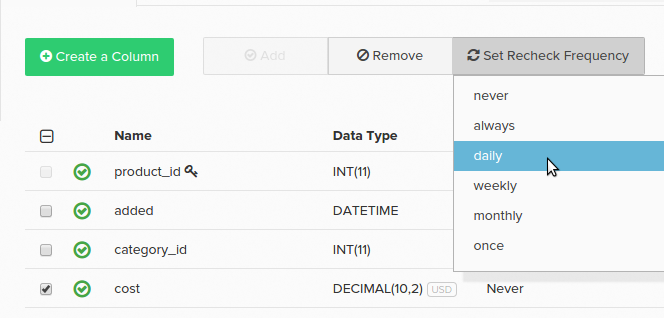 Create a Column
Add
Remove
Set Recheck Frequency
never
always
daily
weekly
monthly
once
Name Data Type
product_id INT(11)
added DATETIME
category_id INT(11)
cost DECIMAL(10,2) USD Never